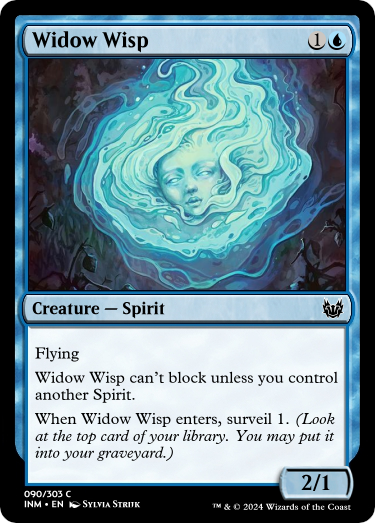 Widow Wisp 1
Creature — Spirit
Flying
Widow Wisp can't block unless you control
another Spirit.
When Widow Wisp enters, surveil 1. (Look
at the top card of your library. You may put it
into your graveyard.)
2/1
090/303 C
INM • EN Sylvia Strijk
™ & © 2024 Wizards of the Coast